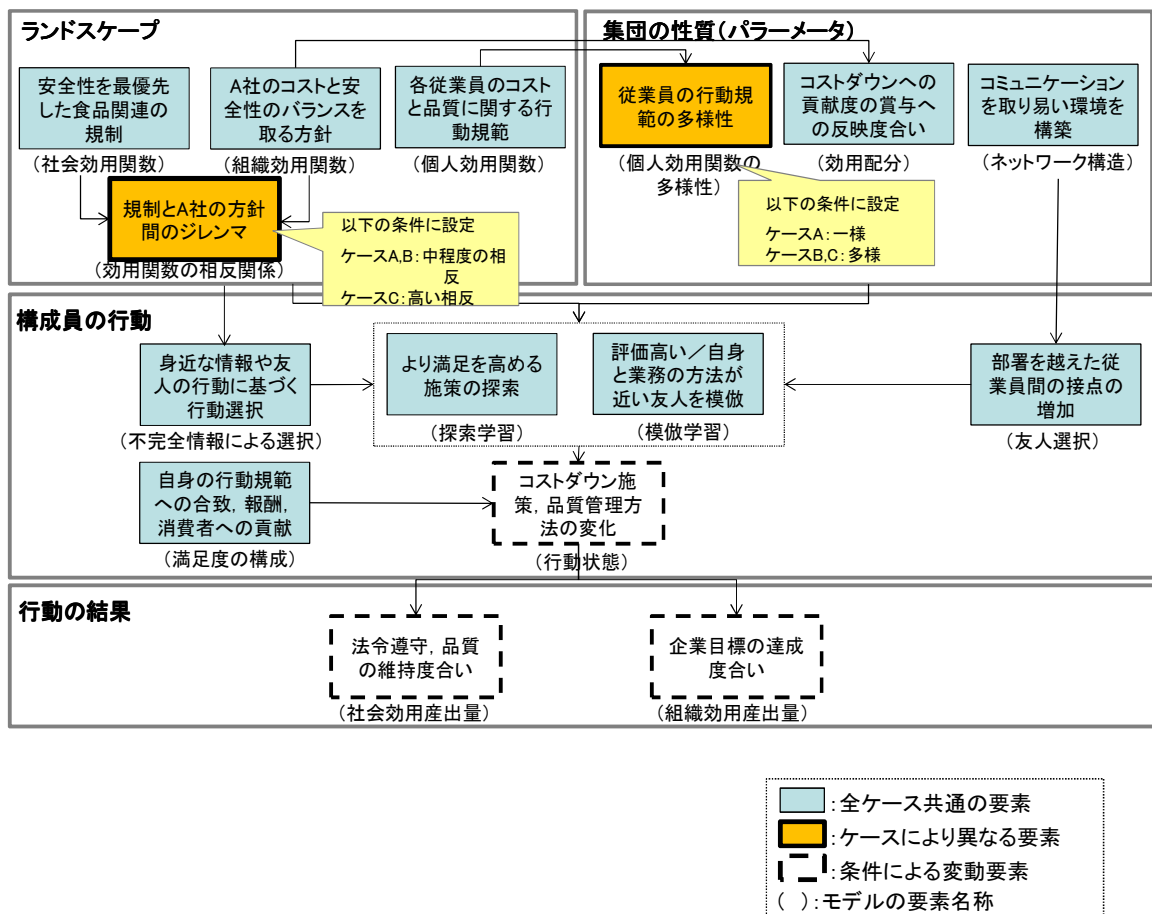 ランドスケープ
安全性を最優先
した食品関連の
規制
(社会効用関数)
A社のコストと安
全性のバランスを
取る方針
(組織効用関数)
各従業員のコスト
と品質に関する行
動規範
(個人効用関数)
規制とA社の方針
間のジレンマ
(効用関数の相反関係)
以下の条件に設定
ケースA,B:中程度の相
反
ケースC:高い相反
集団の性質(パラーメータ)
従業員の行動規
範の多様性
(個人効用関数の
多様性)
コストダウンへの
貢献度の賞与へ
の反映度合い
(効用配分)
コミュニケーション
を取り易い環境を
構築
(ネットワーク構造)
以下の条件に設定
ケースA:一様
ケースB,C:多様
構成員の行動
身近な情報や友
人の行動に基づく
行動選択
(不完全情報による選択)
より満足を高める
施策の探索
(探索学習)
評価高い/自身
と業務の方法が
近い友人を模倣
(模倣学習)
部署を越えた従
業員間の接点の
増加
(友人選択)
自身の行動規範
への合致,報酬,
消費者への貢献
(満足度の構成)
コストダウン施
策,品質管理方
法の変化
(行動状態)
行動の結果
法令遵守,品質
の維持度合い
(社会効用産出量)
企業目標の達成
度合い
(組織効用産出量)
:全ケース共通の要素
:ケースにより異なる要素
:条件による変動要素
( ):モデルの要素名称